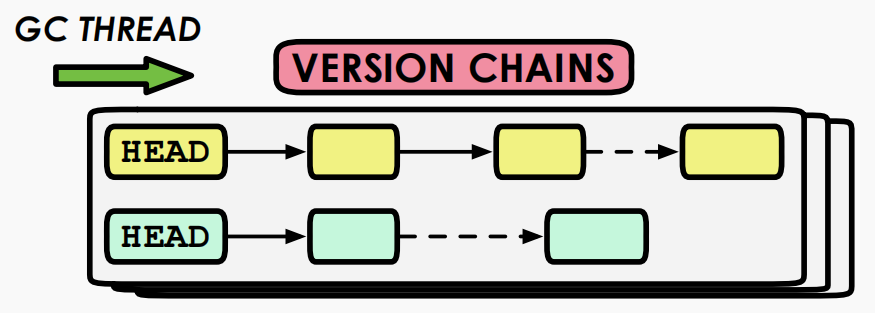 GC THREAD
VERSION CHAINS
HEAD
HEAD